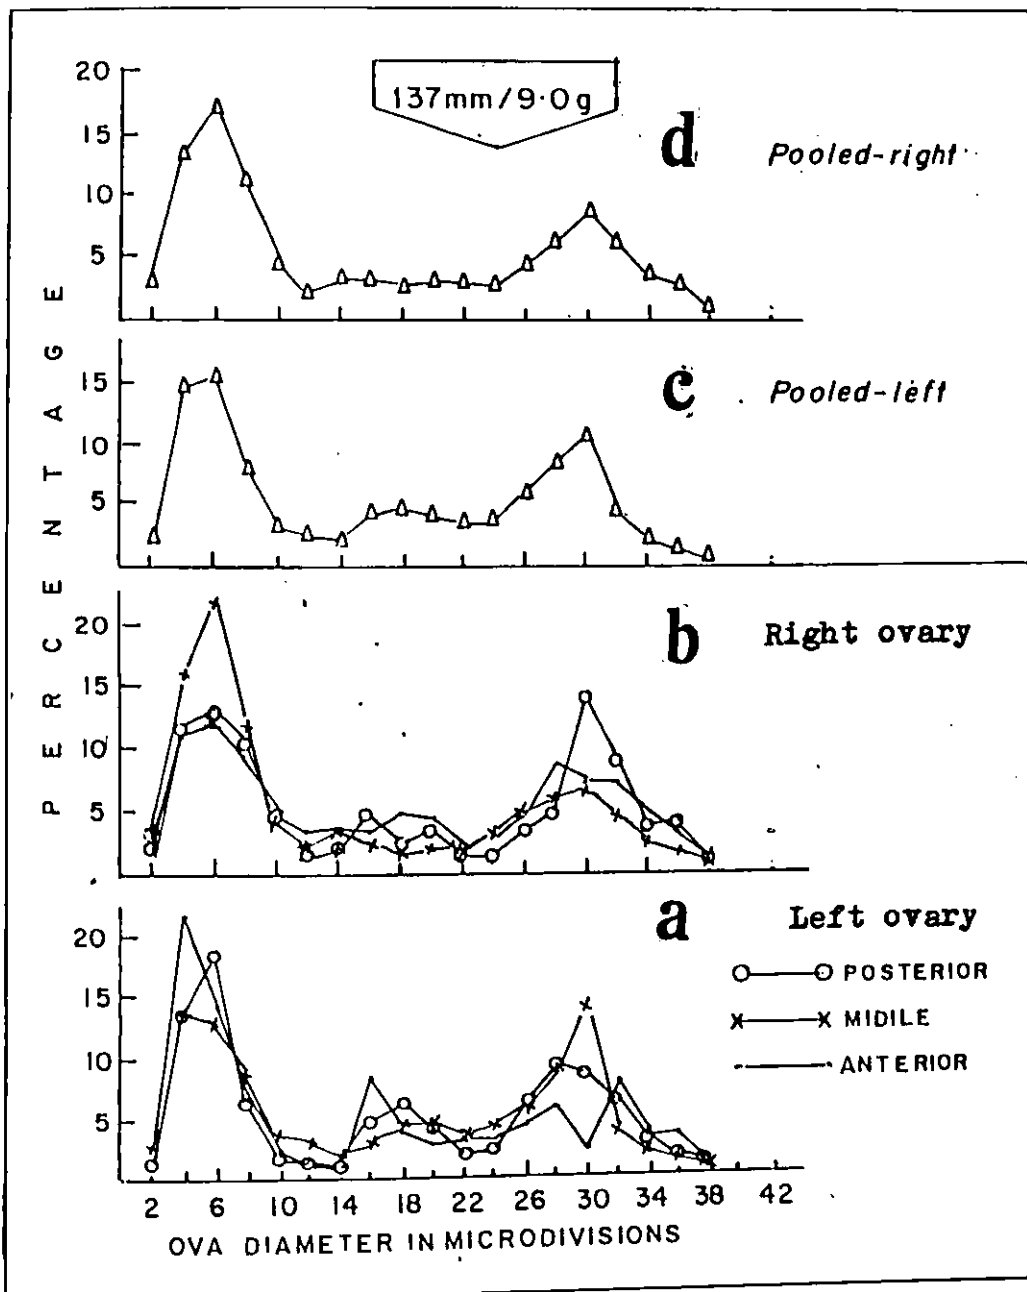 137mm/9.0g
d Pooled-right
20
15
10
5
c Pooled-left
15
10
5
b Right ovary
20
15
10
5
a Left ovary
20
15
10
5
POSTERIOR
MIDILE
ANTERIOR
2 6 10 14 18 22 26 30 34 38 42
OVA DIAMETER IN MICRODIVISIONS
PERCENTAGE